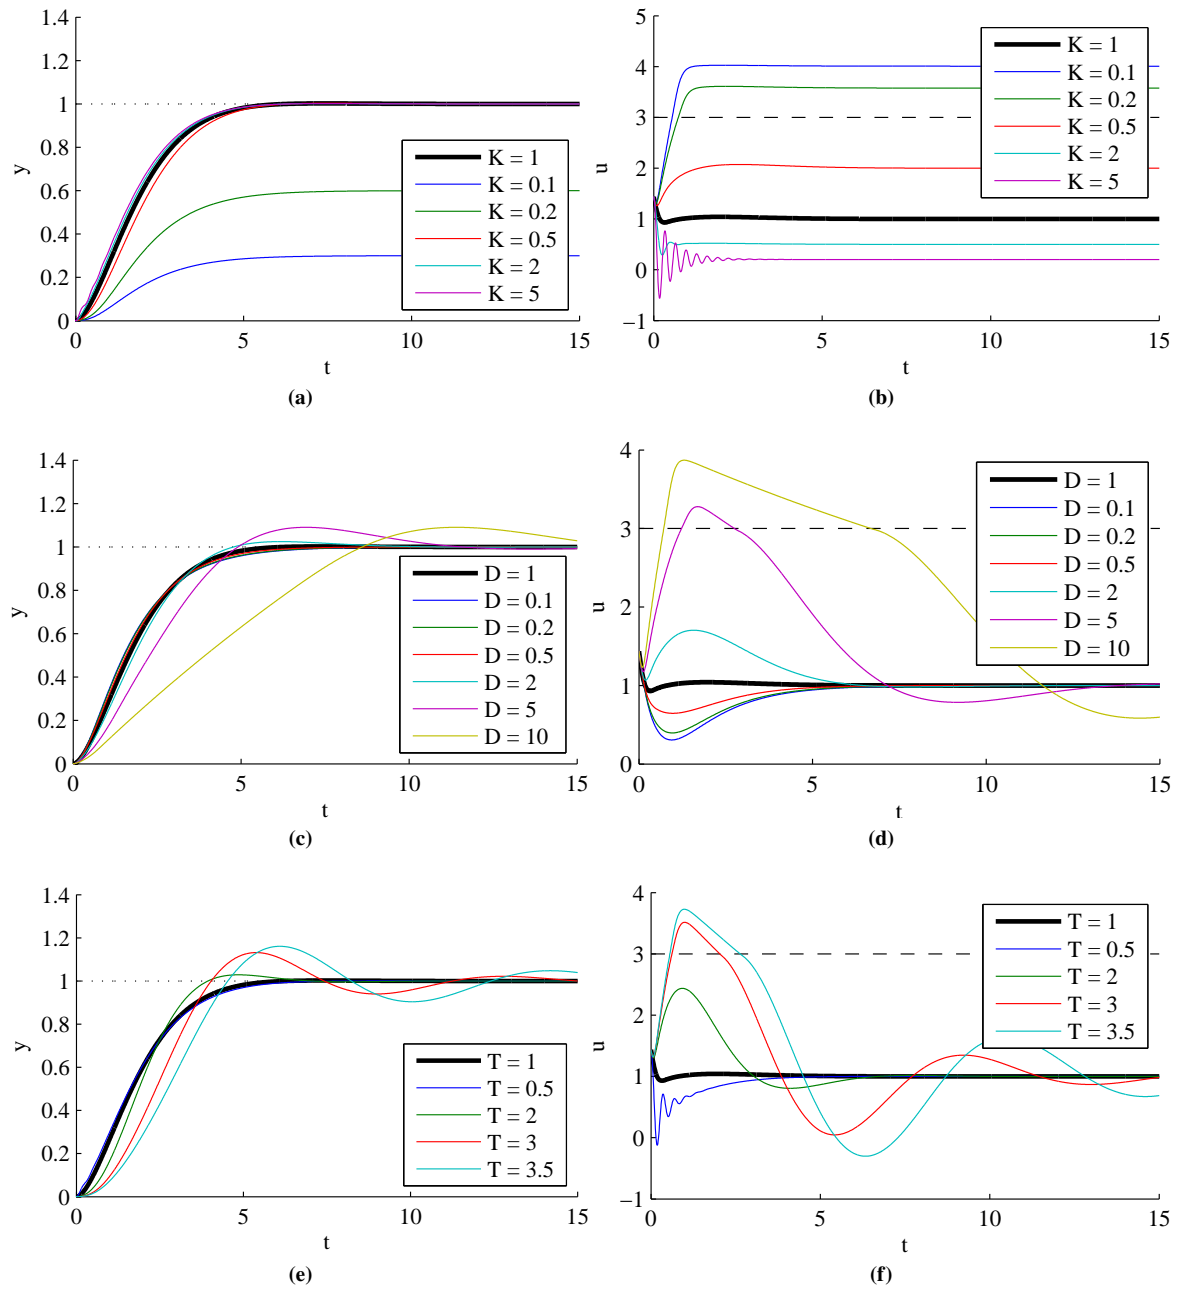 1.4
1.2
1
0.8
0.6
0.4
0.2
0
y
0
5
10
15
t
K = 1
K = 0.1
K = 0.2
K = 0.5
K = 2
K = 5
(a)
5
4
3
2
1
0
−1
u
0
5
10
15
t
K = 1
K = 0.1
K = 0.2
K = 0.5
K = 2
K = 5
(b)
1.4
1.2
1
0.8
0.6
0.4
0.2
0
y
0
5
10
15
t
D = 1
D = 0.1
D = 0.2
D = 0.5
D = 2
D = 5
D = 10
(c)
4
3
2
1
0
u
0
5
10
15
t
D = 1
D = 0.1
D = 0.2
D = 0.5
D = 2
D = 5
D = 10
(d)
1.4
1.2
1
0.8
0.6
0.4
0.2
0
y
0
5
10
15
t
T = 1
T = 0.5
T = 2
T = 3
T = 3.5
(e)
4
3
2
1
0
−1
u
0
5
10
15
t
T = 1
T = 0.5
T = 2
T = 3
T = 3.5
(f)